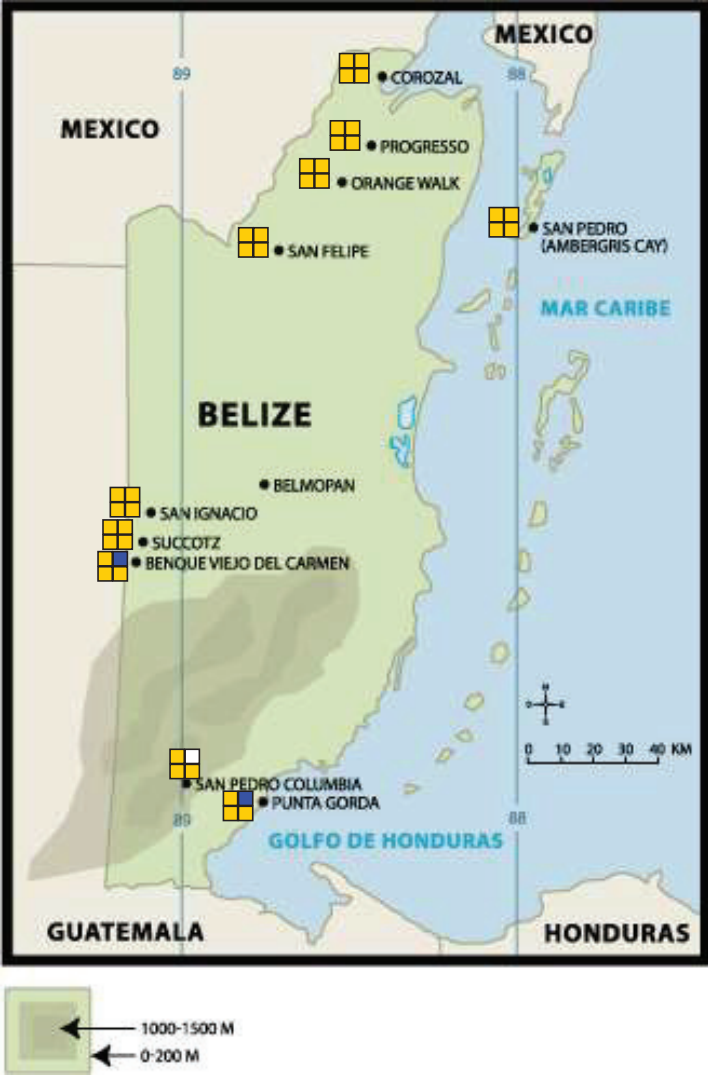 MEXICO
89
88
COROZAL
MEXICO
PROGRESSO
ORANGE WALK
SAN PEDRO
(AMBERGRIS CAY)
SAN FELIPE
MAR CARIBE
BELIZE
BELMOPAN
SAN IGNACIO
SUCCOTZ
BENQUE VIEJO DEL CARMEN
0 10 20 30 40 KM
SAN PEDRO COLUMBIA
PUNTA GORDA
89
88
GOLFO DE HONDURAS
GUATEMALA
HONDURAS
1000-1500 M
0-200 M